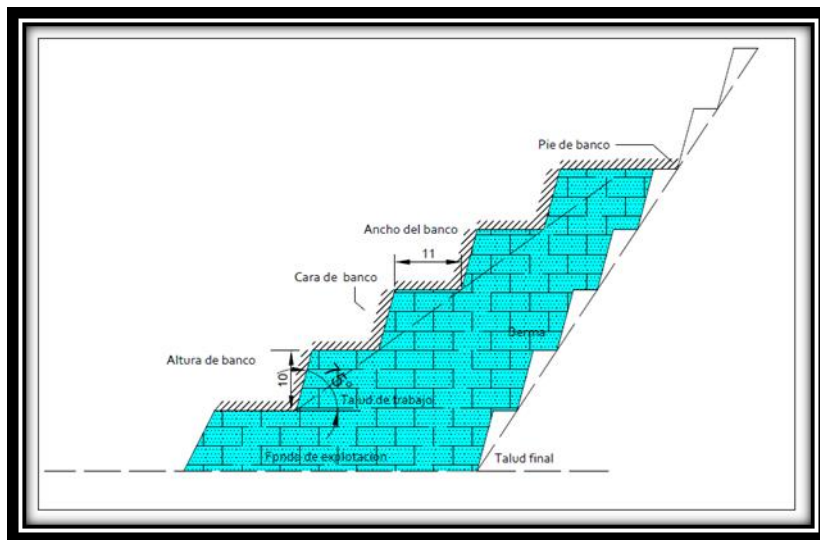 Pie de banco
Ancho del banco
11
Cara de banco
Berma
Altura de banco
10
75°
Talud de trabajo
Fondo de explotación
Talud final